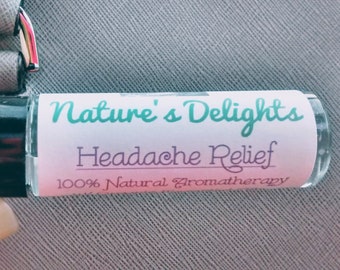 Nature's Delights
Headache Relief
100% Natural Aromatherapy